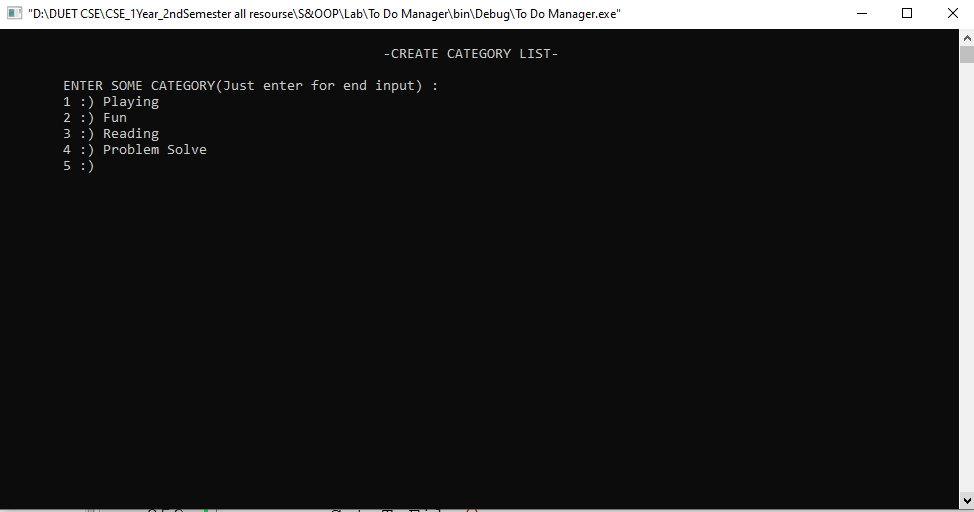 "D:\DUET CSE\CSE_1Year_2ndSemester all resourse\S&OOP\Lab\To Do Manager\bin\Debug\To Do Manager.exe"
-CREATE CATEGORY LIST-
ENTER SOME CATEGORY(Just enter for end input) :
1 :) Playing
2 :) Fun
3 :) Reading
4 :) Problem Solve
5 :)